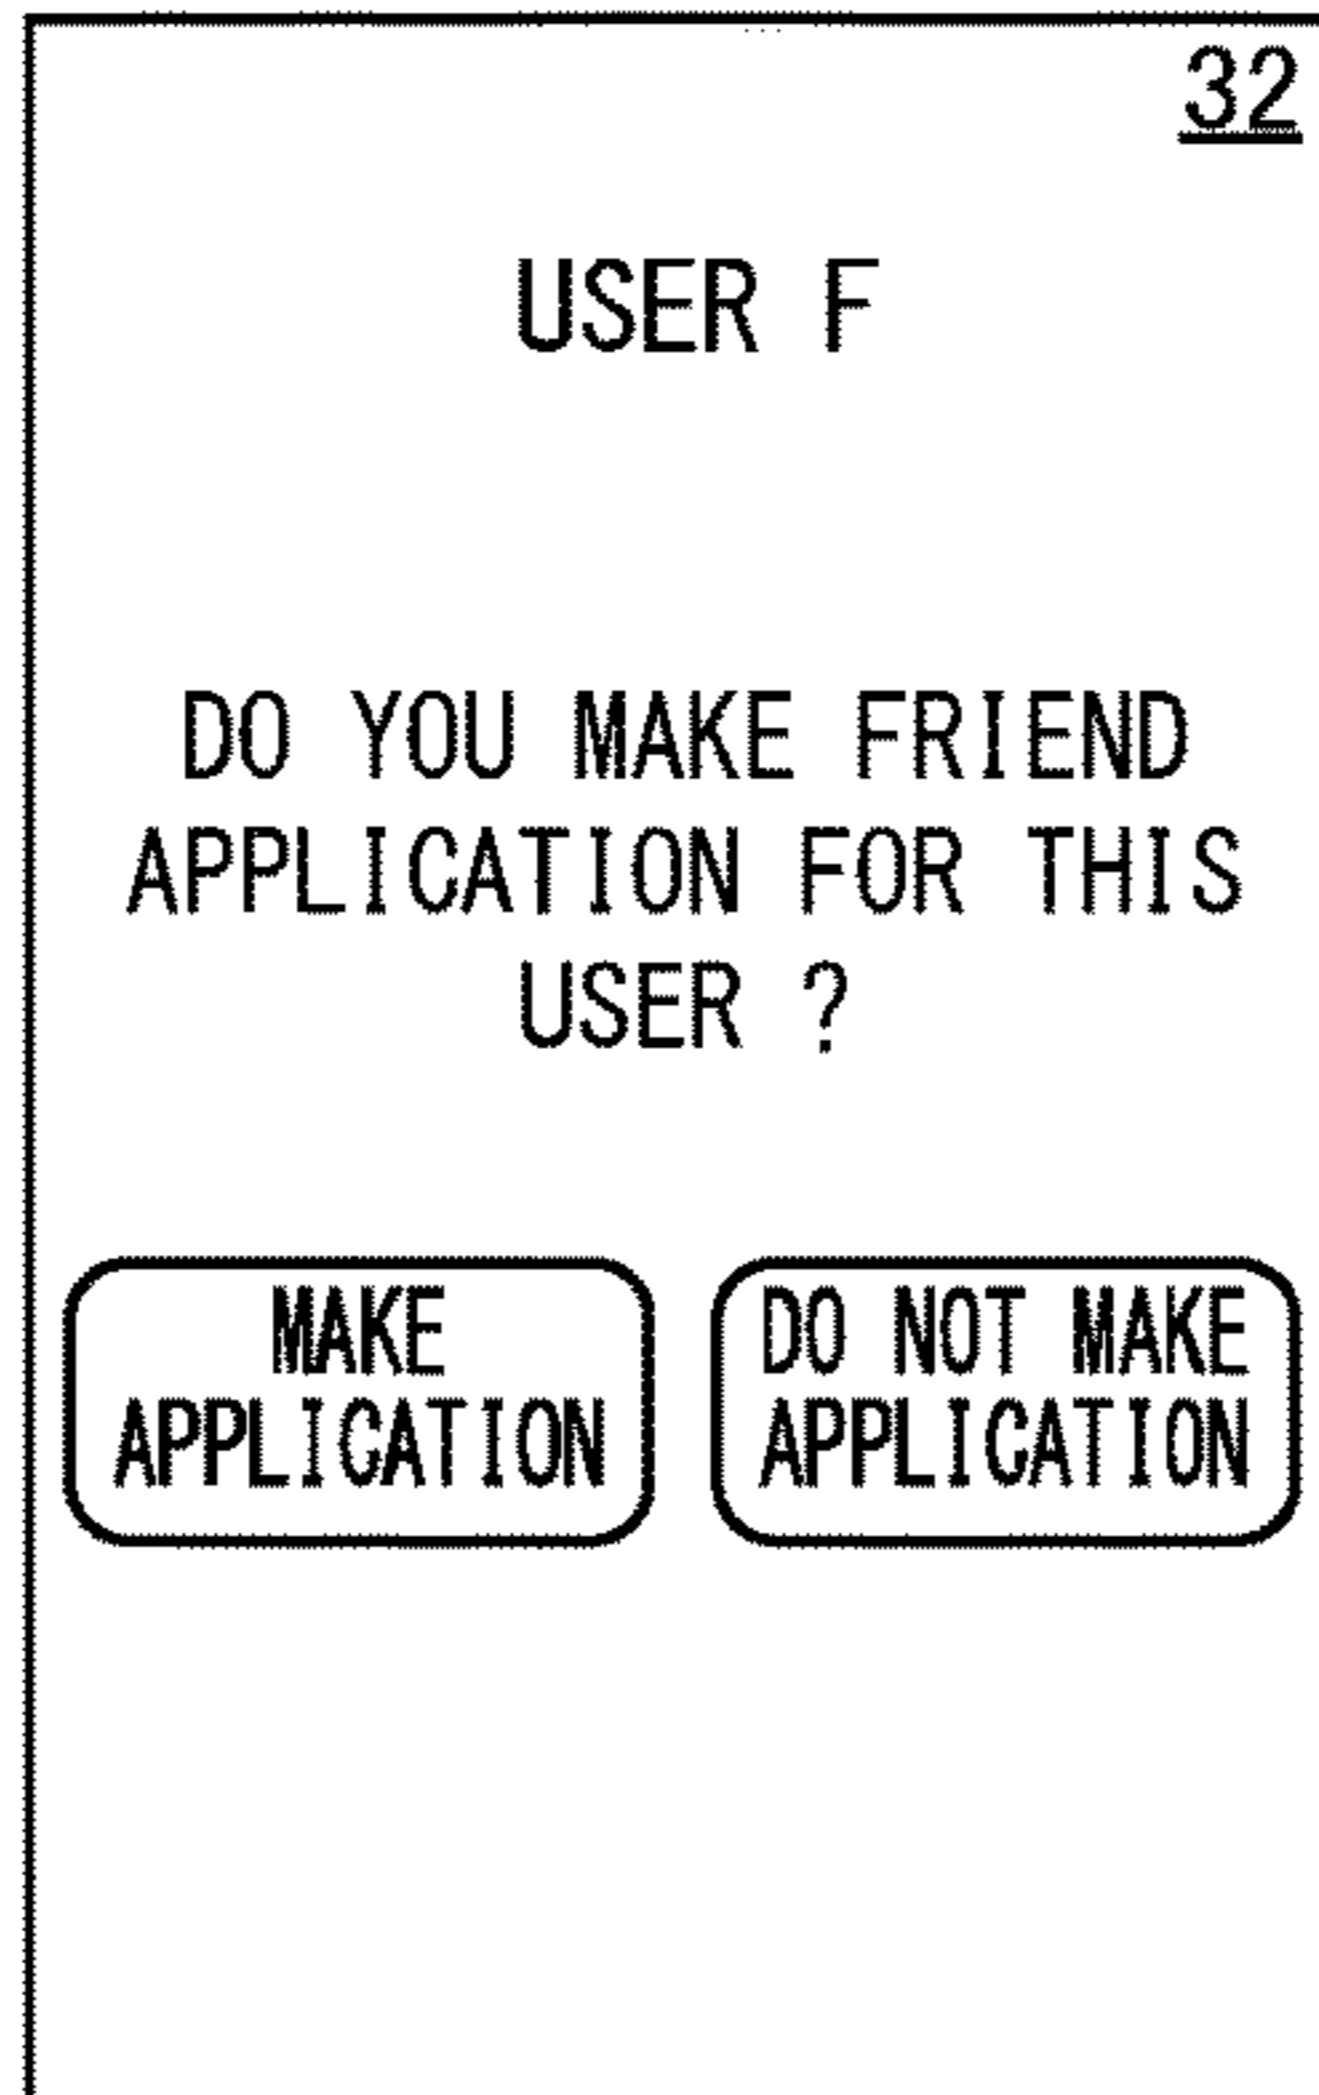 32
USER F
DO YOU MAKE FRIEND
APPLICATION FOR THIS
USER ?
MAKE
APPLICATION
DO NOT MAKE
APPLICATION